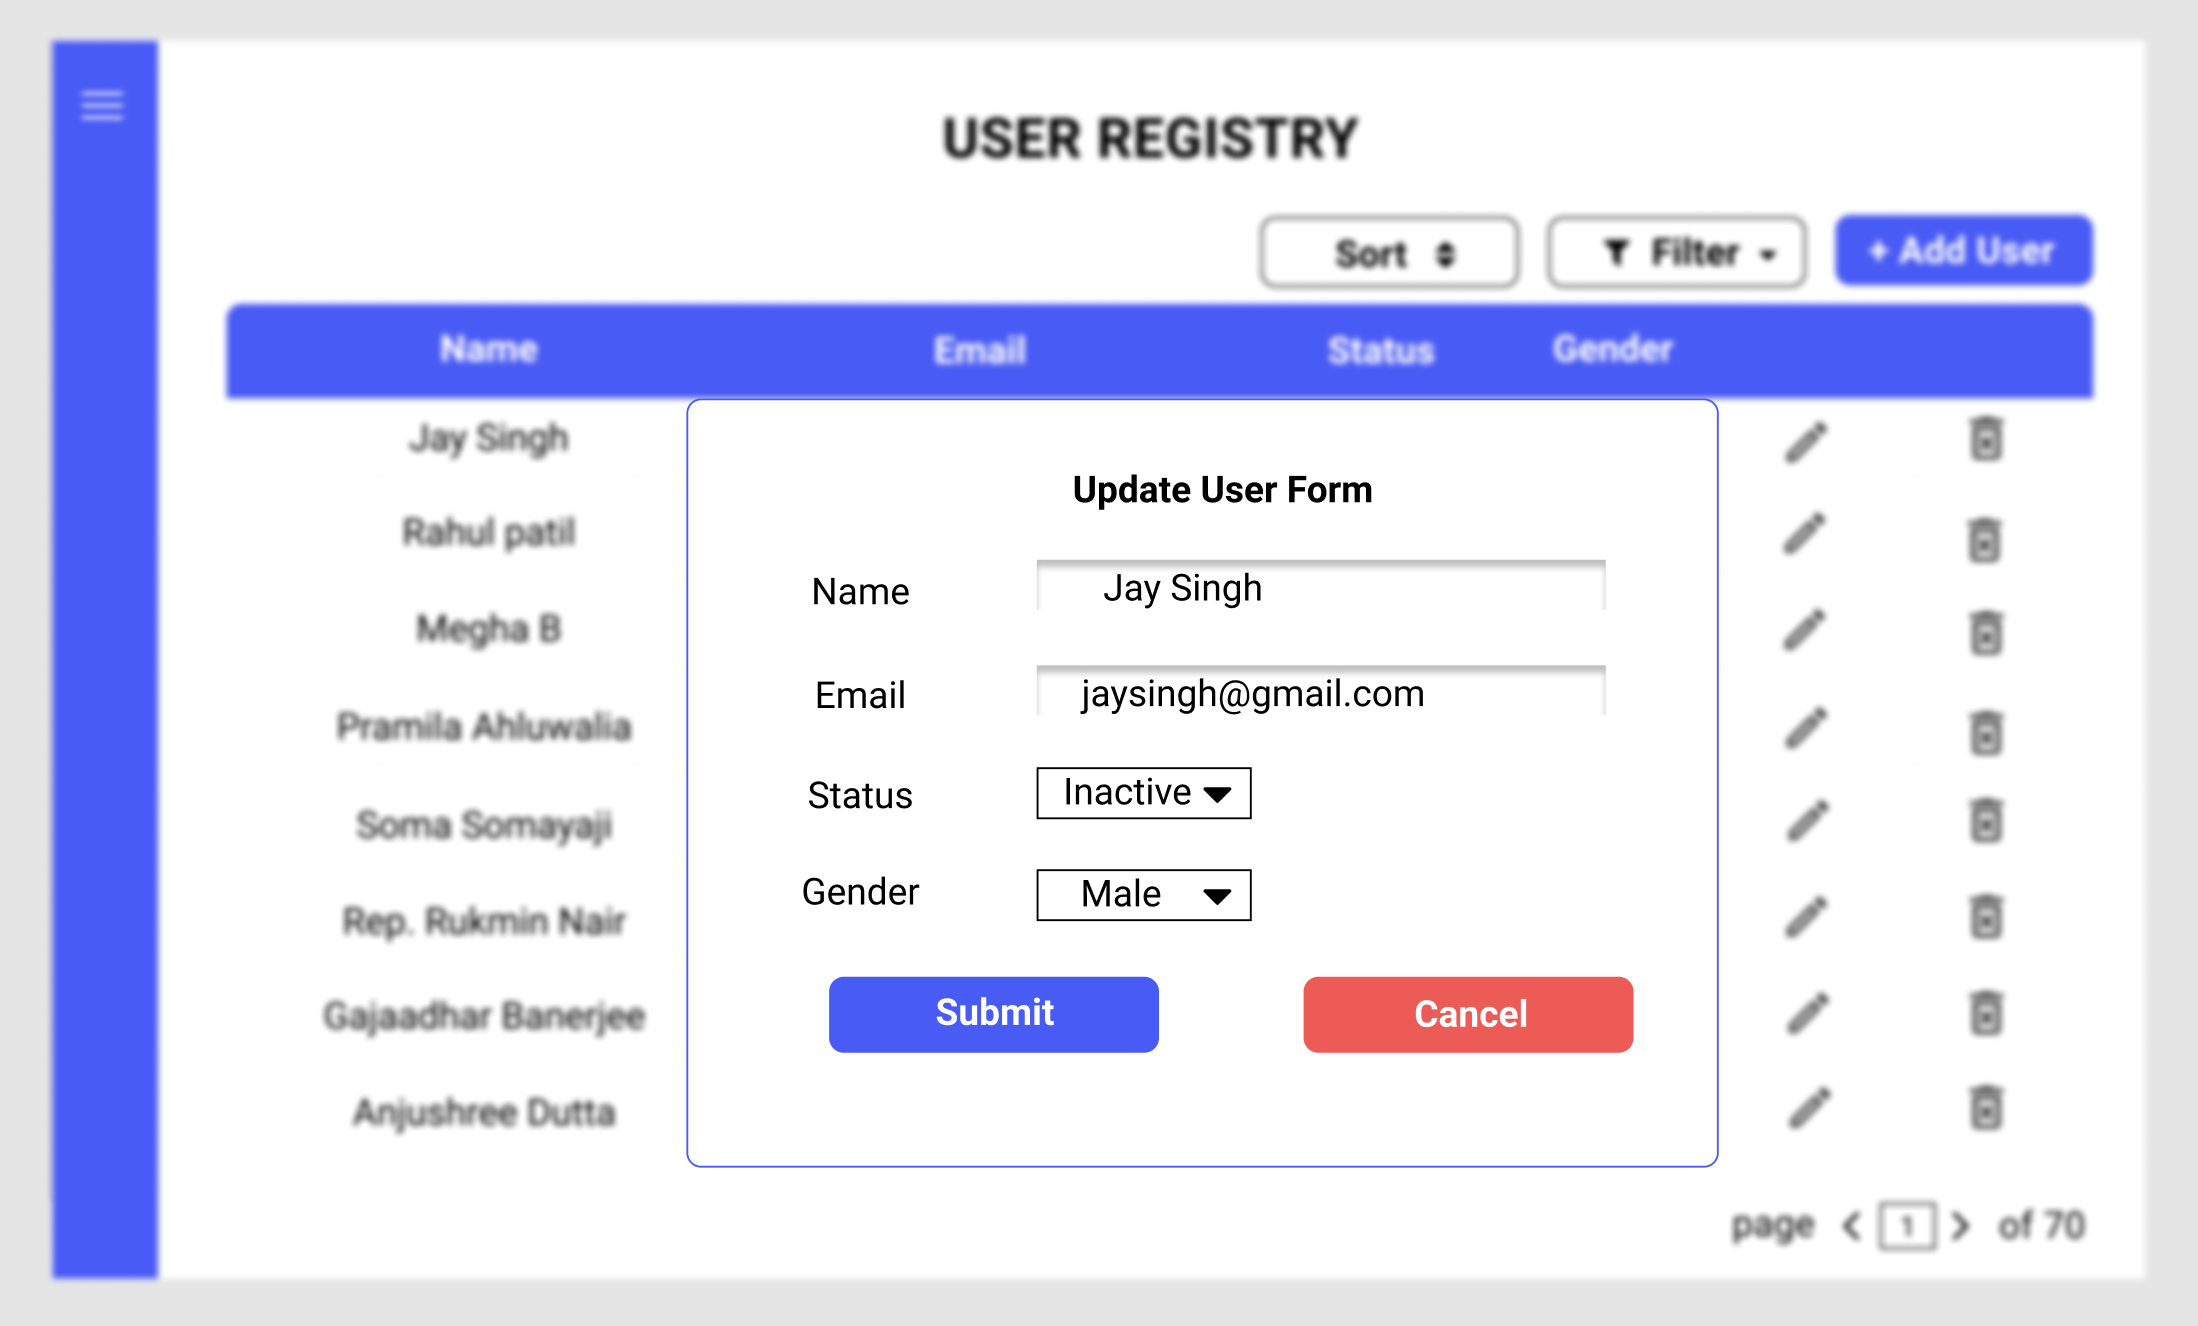 USER REGISTRY
Sort Filter + Add User
Name Email Status Gender
Jay Singh
Rahul patil
Megha B
Pramila Ahluwalia
Soma Somayaji
Rep. Rukmin Nair
Gajaadhar Banerjee
Anjushree Dutta
Update User Form
Name Jay Singh
Email jaysingh@gmail.com
Status Inactive
Gender Male
Submit Cancel
page < 1 > of 70